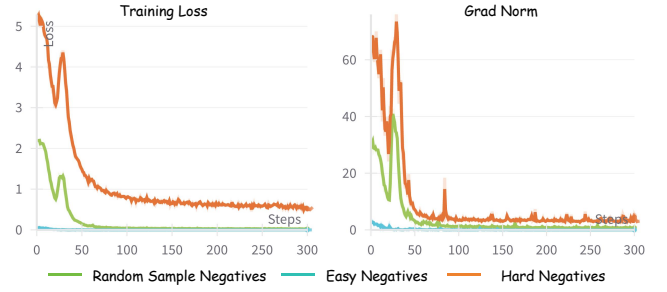 Training Loss
Grad Norm
Loss
5
4
3
2
1
0
60
40
20
0
Steps
Steps
0 50 100 150 200 250 300
0 50 100 150 200 250 300
Random Sample Negatives
Easy Negatives
Hard Negatives